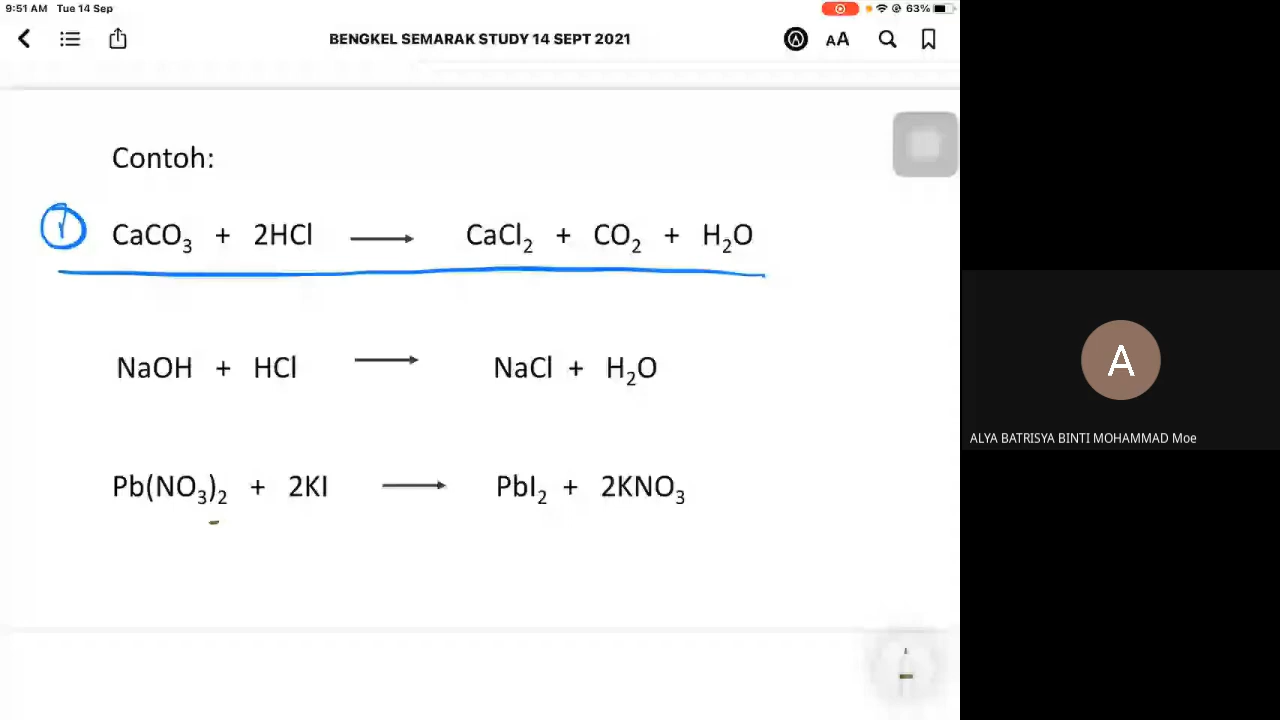 9:51 AM Tue 14 Sep 63%
BENGKEL SEMARAK STUDY 14 SEPT 2021 AA
Contoh:
1 CaCO₃ + 2HCl ⟶ CaCl₂ + CO₂ + H₂O
NaOH + HCl ⟶ NaCl + H₂O
Pb(NO₃)₂ + 2KI ⟶ PbI₂ + 2KNO₃
A
ALYA BATRISYA BINTI MOHAMMAD Moe